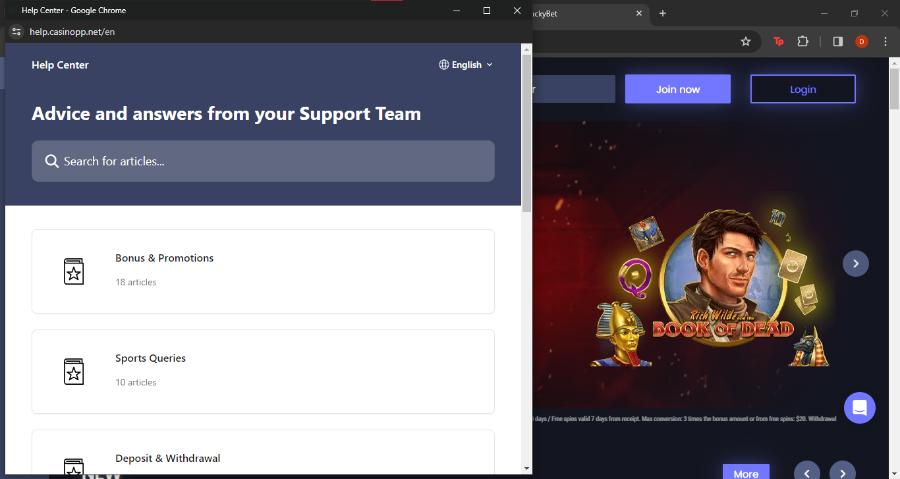 Help Center - Google Chrome
help.casinopp.net/en
Help Center
English
Advice and answers from your Support Team
Search for articles...
Bonus & Promotions
18 articles
Sports Queries
10 articles
Deposit & Withdrawal
uckyBet
Tp
D
Join now
Login
Q
Rich Wilde and the
BOOK OF DEAD
days / Free spins valid 7 days from receipt. Max conversion: 3 times the bonus amount or from free spins: $20. Withdrawal
More
NEW